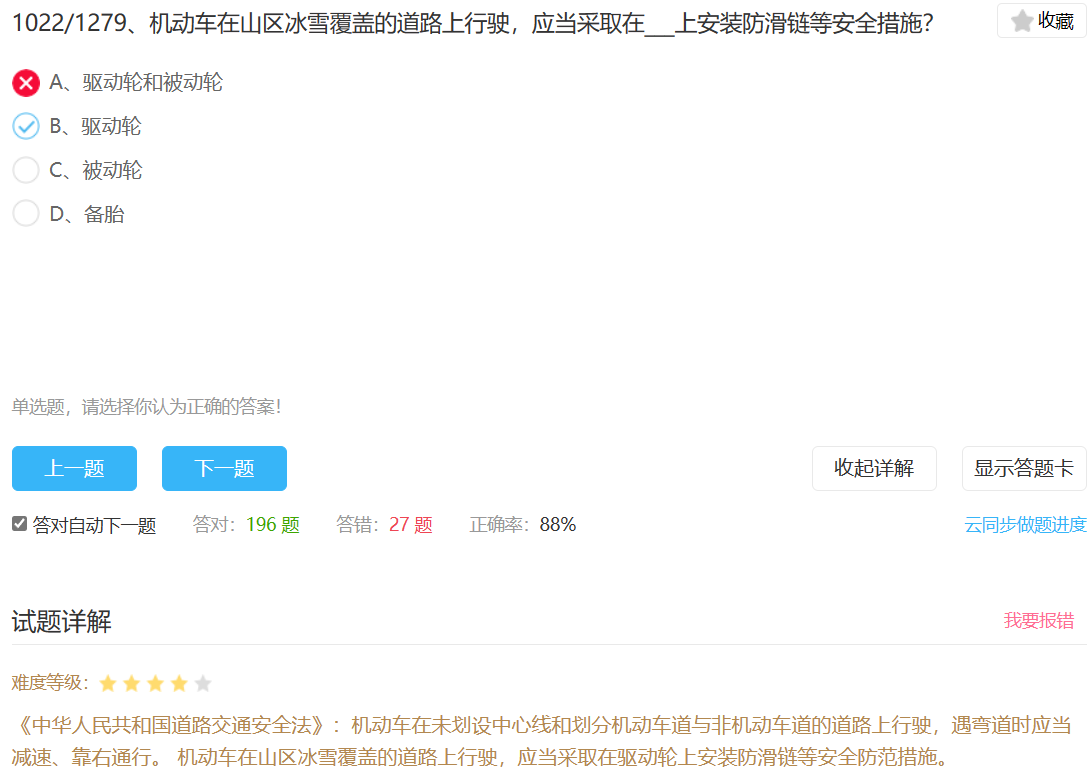 1022/1279、机动车在山区冰雪覆盖的道路上行驶，应当采取在___上安装防滑链等安全措施？
收藏
A、驱动轮和被动轮
B、驱动轮
C、被动轮
D、备胎
单选题，请选择你认为正确的答案！
上一题 下一题 收起详解 显示答题卡
答对自动下一题 答对：196 题 答错：27 题 正确率：88% 云同步做题进度
试题详解 我要报错
难度等级：
《中华人民共和国道路交通安全法》：机动车在未划设中心线和划分机动车道与非机动车道的道路上行驶，遇弯道时应当
减速、靠右通行。 机动车在山区冰雪覆盖的道路上行驶，应当采取在驱动轮上安装防滑链等安全防范措施。